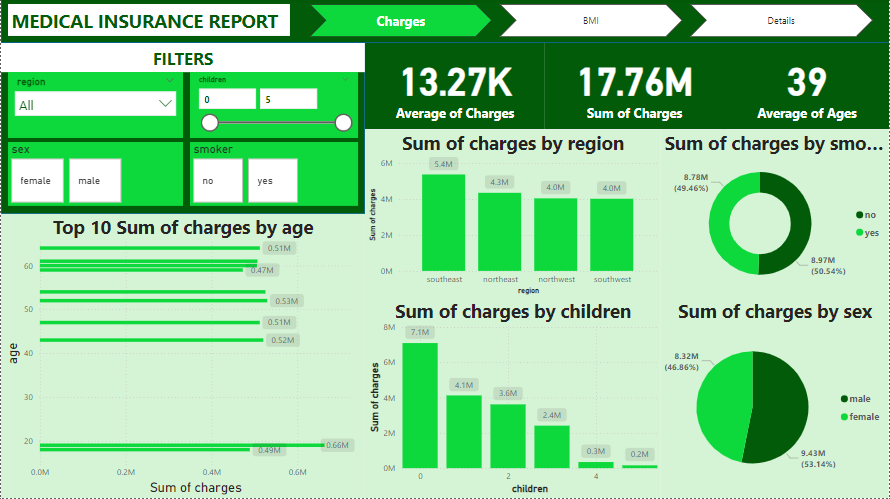 MEDICAL INSURANCE REPORT
Charges
BMI
Details
FILTERS
region
All
children
0
5
sex
female
male
smoker
no
yes
13.27K
Average of Charges
17.76M
Sum of Charges
39
Average of Ages
Top 10 Sum of charges by age
age
60
50
40
30
20
0.51M
0.47M
0.53M
0.51M
0.52M
0.66M
0.49M
0.0M
0.2M
0.4M
0.6M
Sum of charges
Sum of charges by region
Sum of charges
6M
4M
2M
0M
5.4M
4.3M
4.0M
4.0M
southeast
northeast
northwest
southwest
region
Sum of charges by smo...
8.78M
(49.46%)
8.97M
(50.54%)
no
yes
Sum of charges by children
Sum of charges
8M
6M
4M
2M
0M
7.1M
4.1M
3.6M
2.4M
0.3M
0.2M
0
2
4
children
Sum of charges by sex
8.32M
(46.86%)
9.43M
(53.14%)
male
female